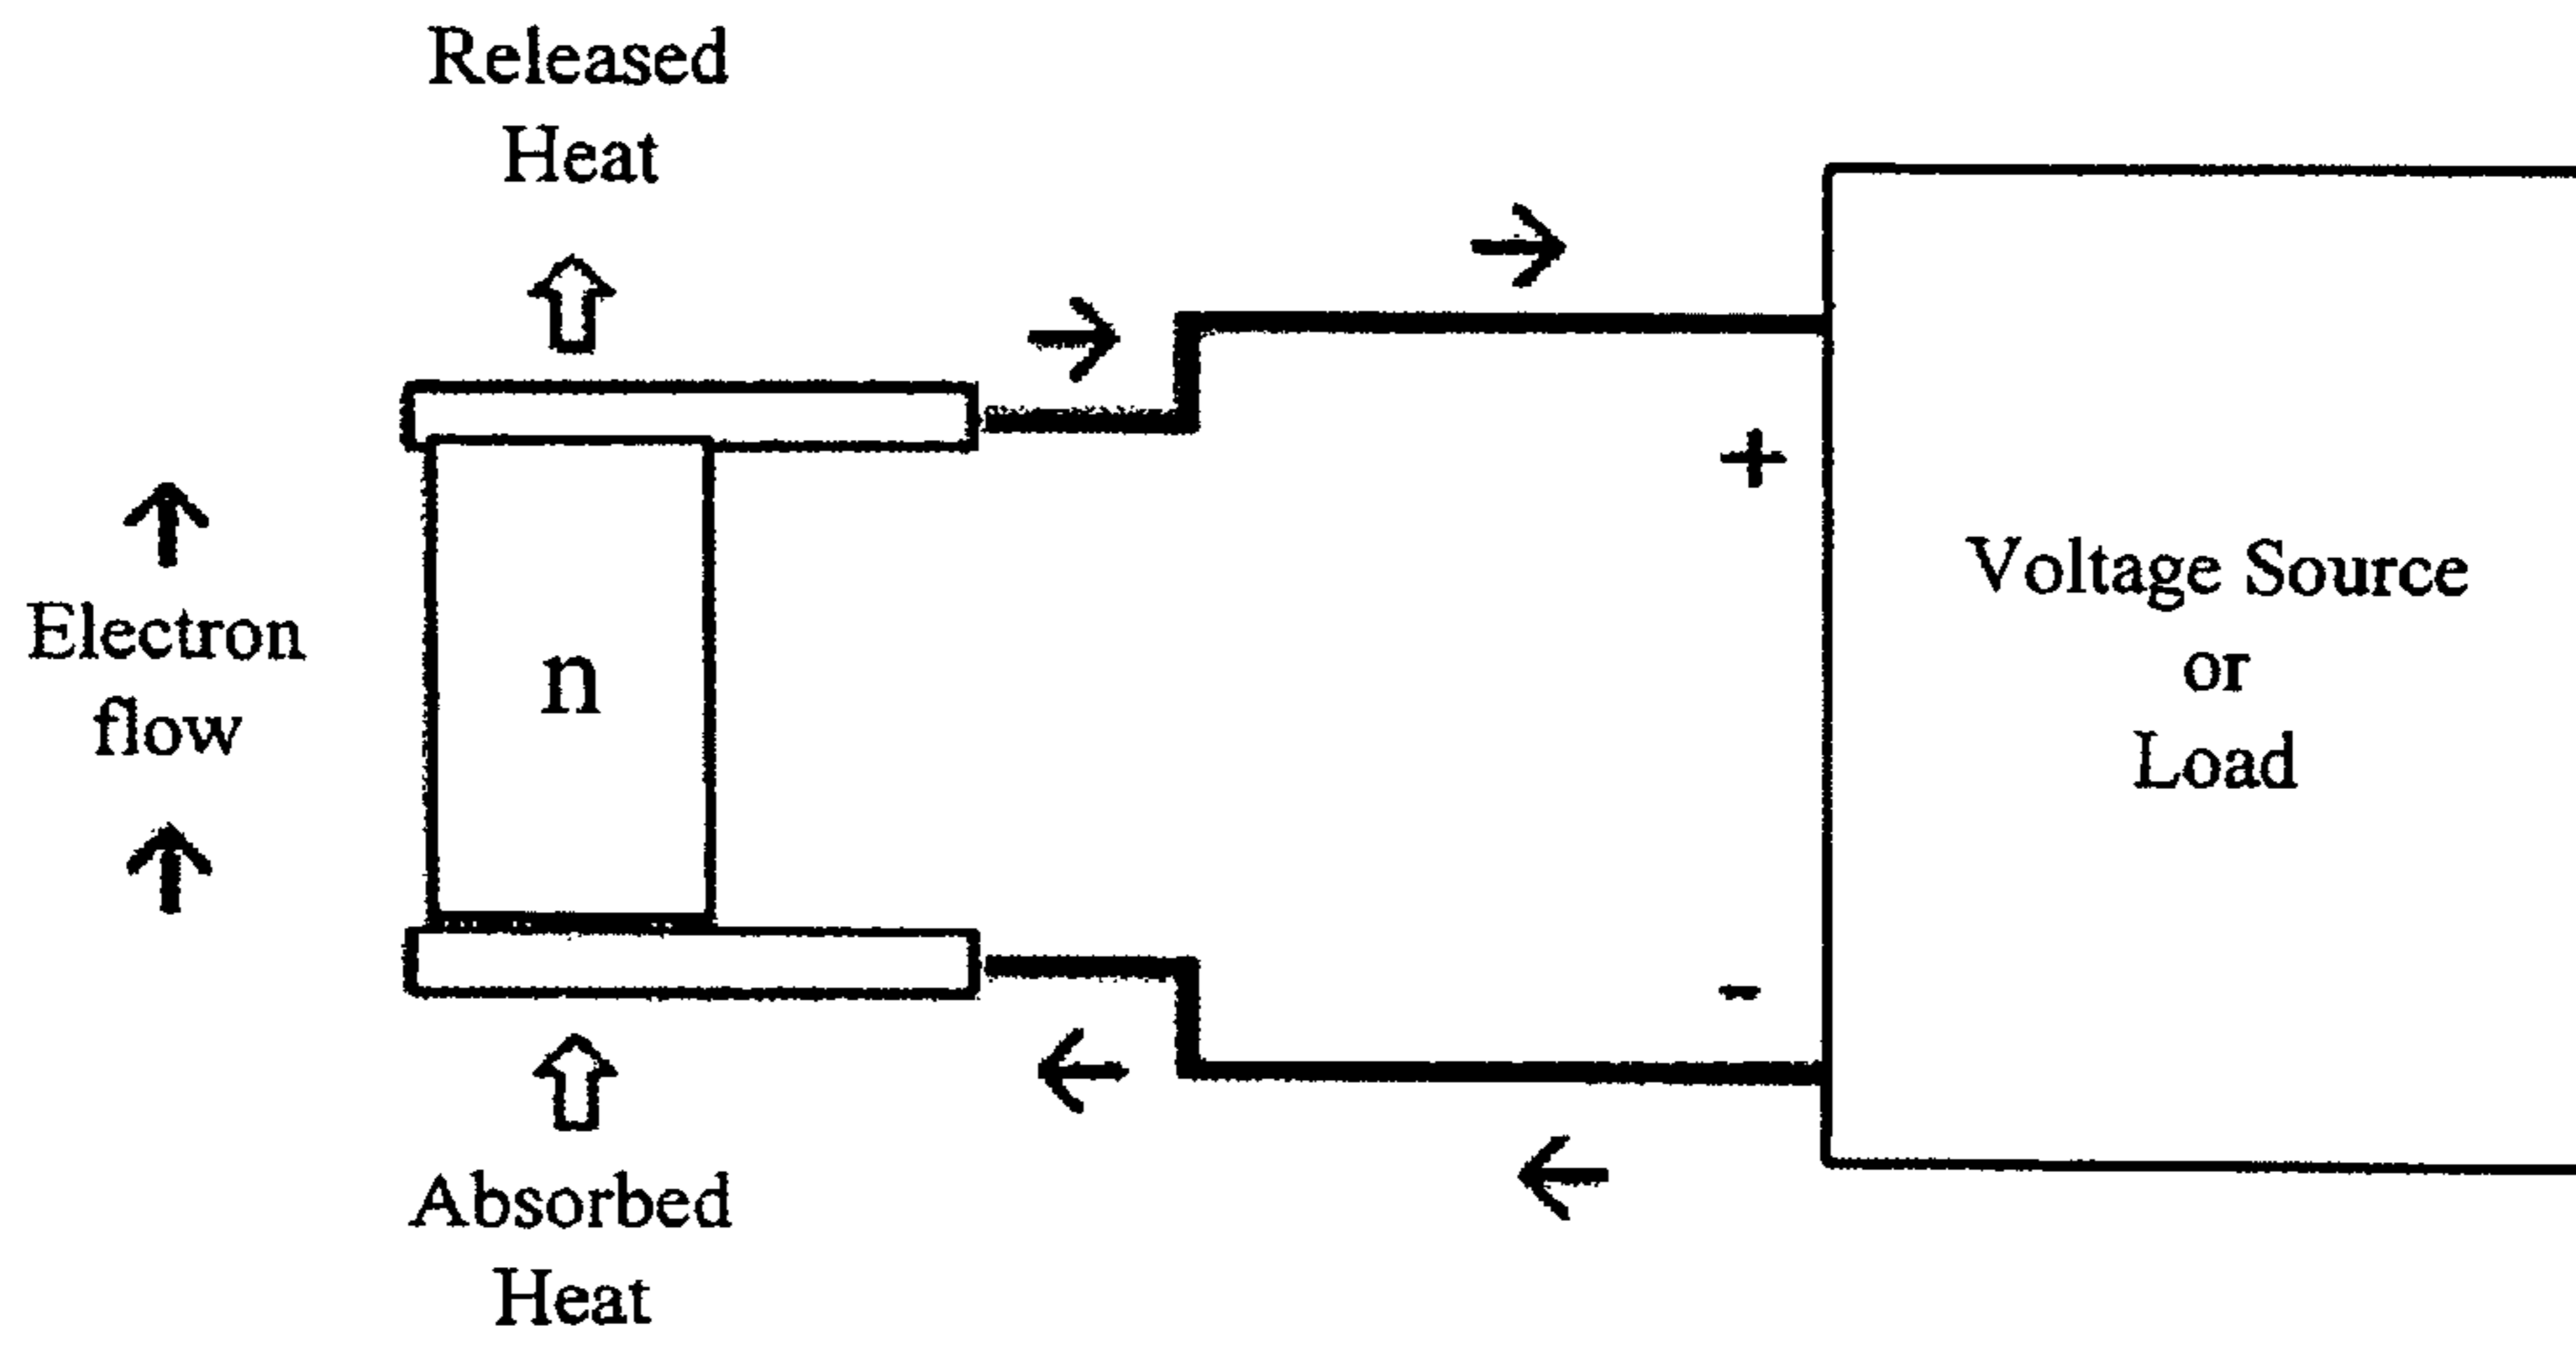 Released
Heat
+
Electron
flow
n
Voltage Source
or
Load
-
Absorbed
Heat